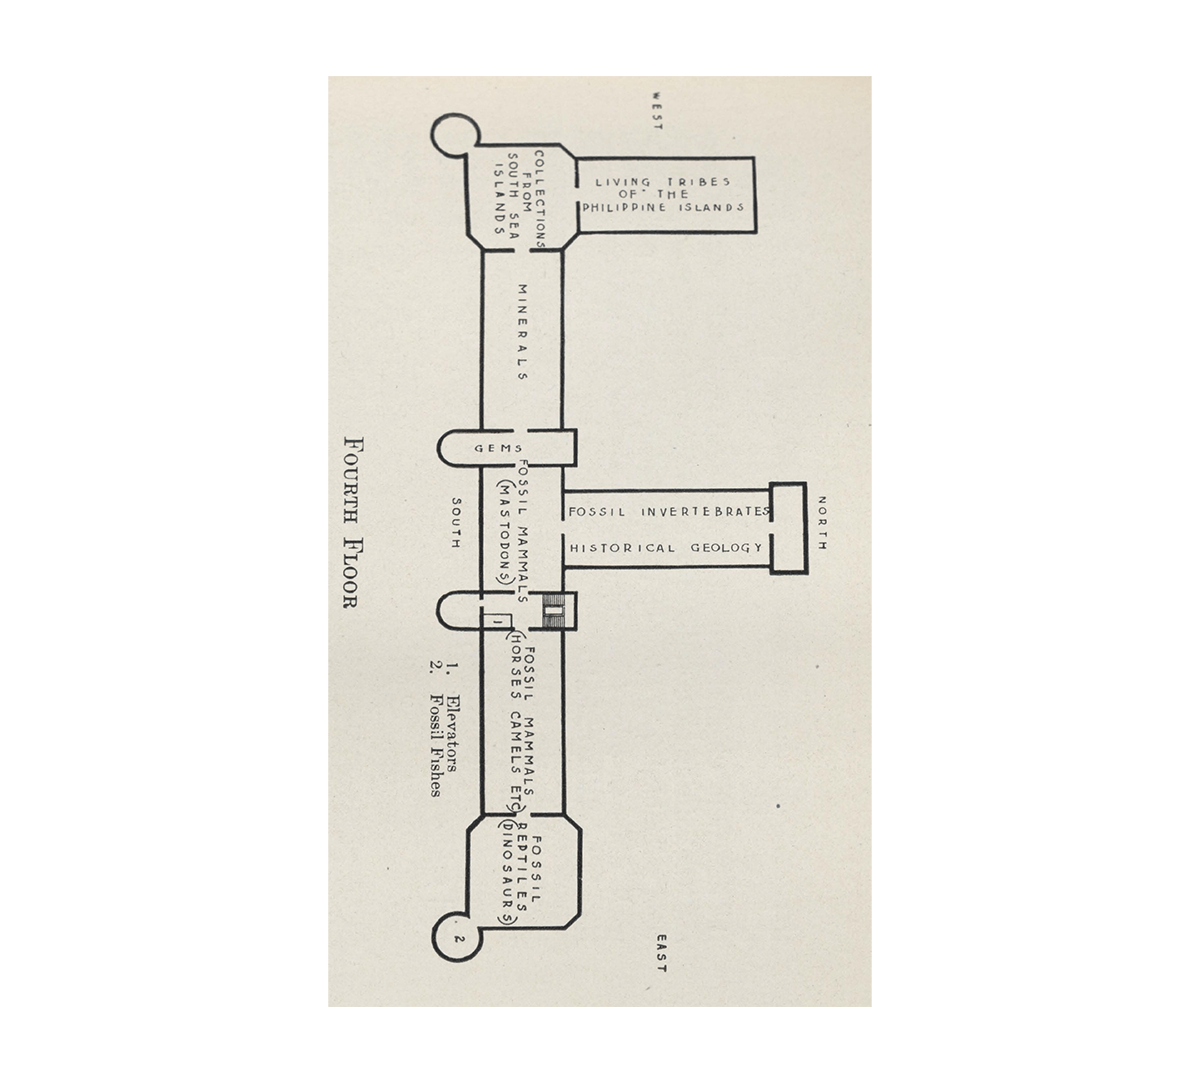 WEST
LIVING TRIBES
OF THE
PHILIPPINE ISLANDS
COLLECTIONS
FROM
SOUTH SEA
ISLANDS
MINERALS
GEMS
FOSSIL MAMMALS
(MASTODONS)
FOSSIL INVERTEBRATES
HISTORICAL GEOLOGY
NORTH
SOUTH
1
FOSSIL MAMMALS
(HORSES CAMELS ETC)
FOSSIL
REPTILES
(DINOSAURS)
2
EAST
1. Elevators
2. Fossil Fishes
FOURTH FLOOR